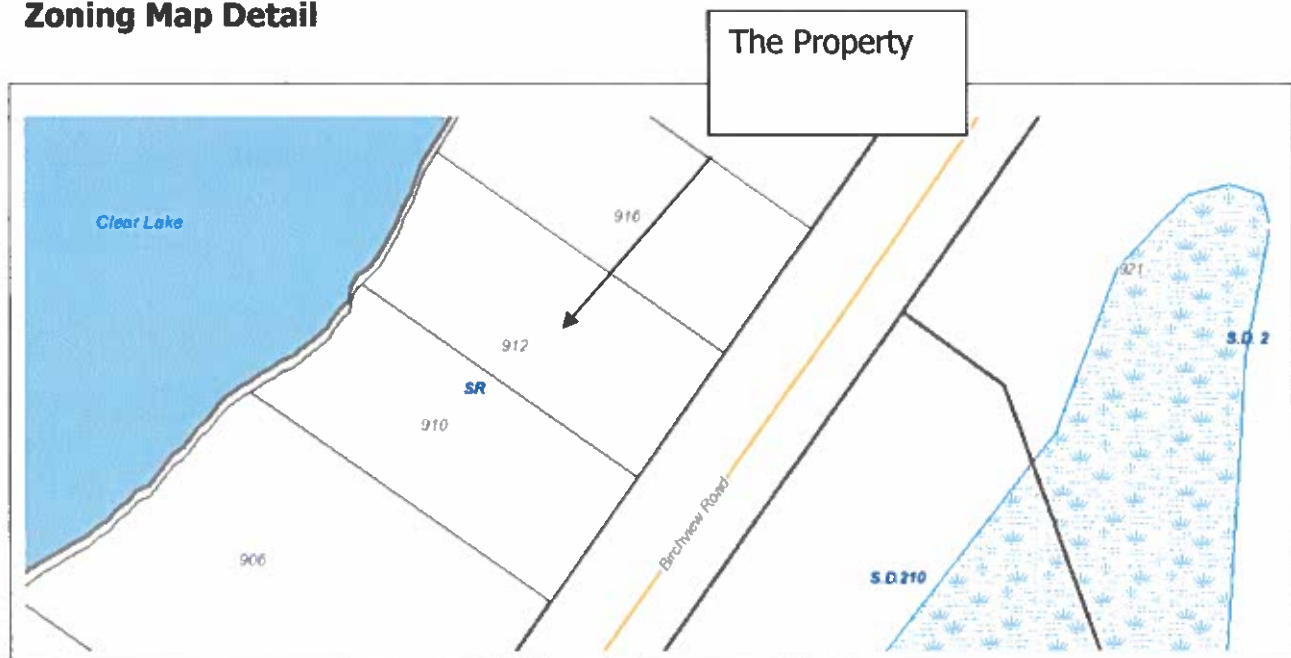 Zoning Map Detail
The Property
Clear Lake
916
921
S.D. 2
912
SR
910
Birchview Road
906
S.D.210